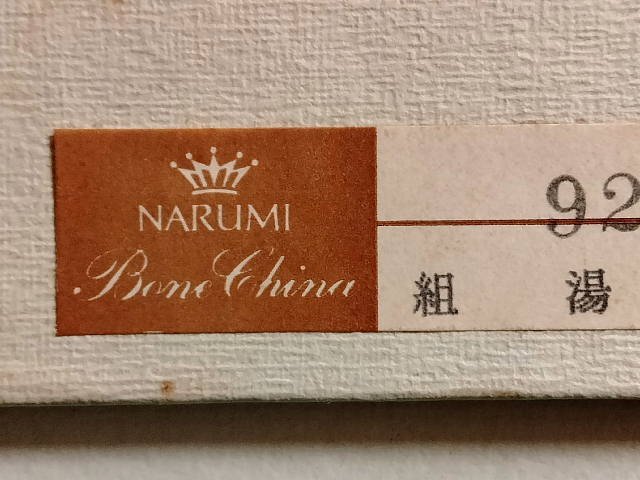 NARUMI
Bone China
92
組 湯